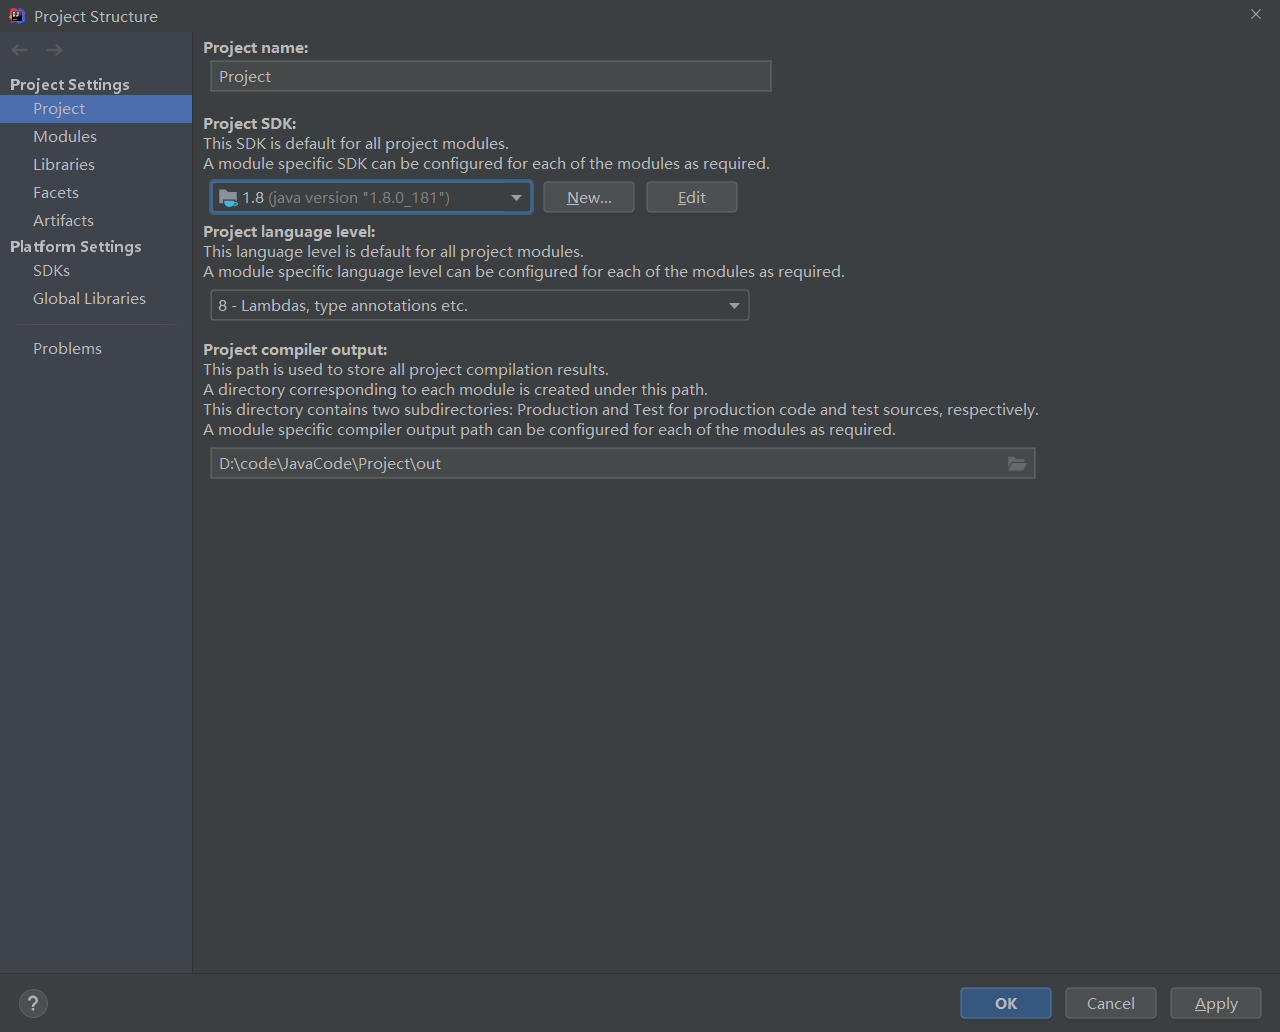 Project Structure
Project Settings
Project
Modules
Libraries
Facets
Artifacts
Platform Settings
SDKs
Global Libraries
Problems
Project name:
Project
Project SDK:
This SDK is default for all project modules.
A module specific SDK can be configured for each of the modules as required.
1.8 (java version "1.8.0_181")
New...
Edit
Project language level:
This language level is default for all project modules.
A module specific language level can be configured for each of the modules as required.
8 - Lambdas, type annotations etc.
Project compiler output:
This path is used to store all project compilation results.
A directory corresponding to each module is created under this path.
This directory contains two subdirectories: Production and Test for production code and test sources, respectively.
A module specific compiler output path can be configured for each of the modules as required.
D:\code\JavaCode\Project\out
?
OK
Cancel
Apply